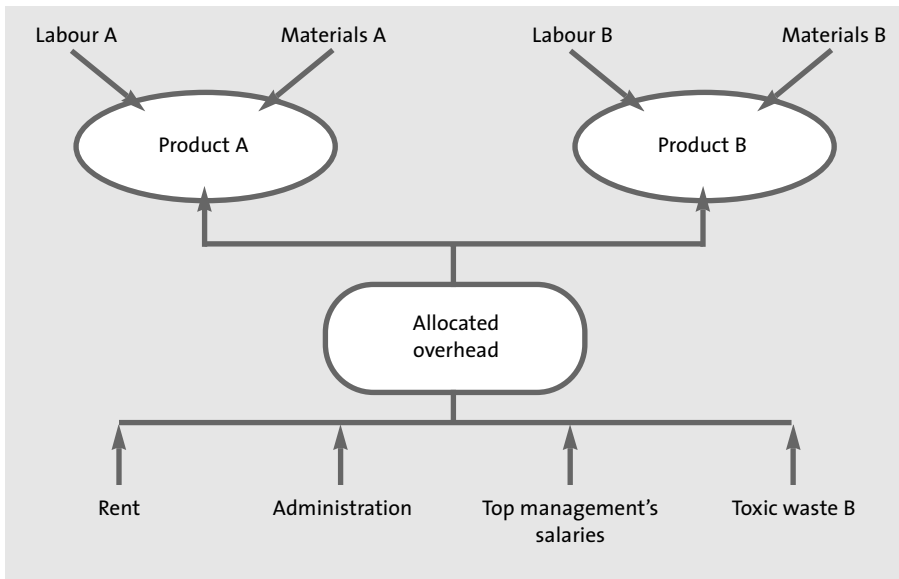 Labour A
Materials A
Labour B
Materials B
Product A
Product B
Allocated
overhead
Rent
Administration
Top management’s
salaries
Toxic waste B